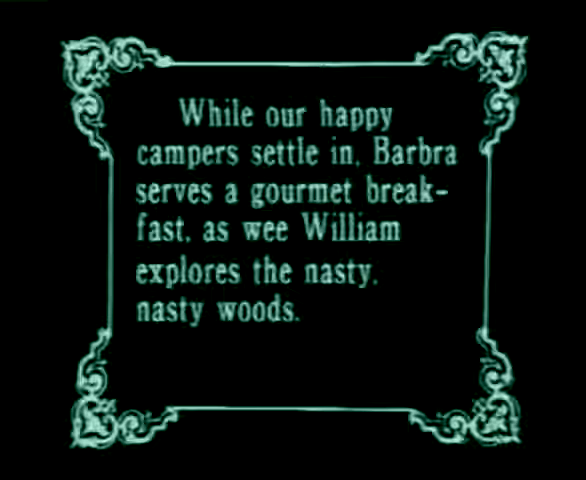 While our happy
campers settle in, Barbra
serves a gourmet break-
fast, as wee William
explores the nasty,
nasty woods.